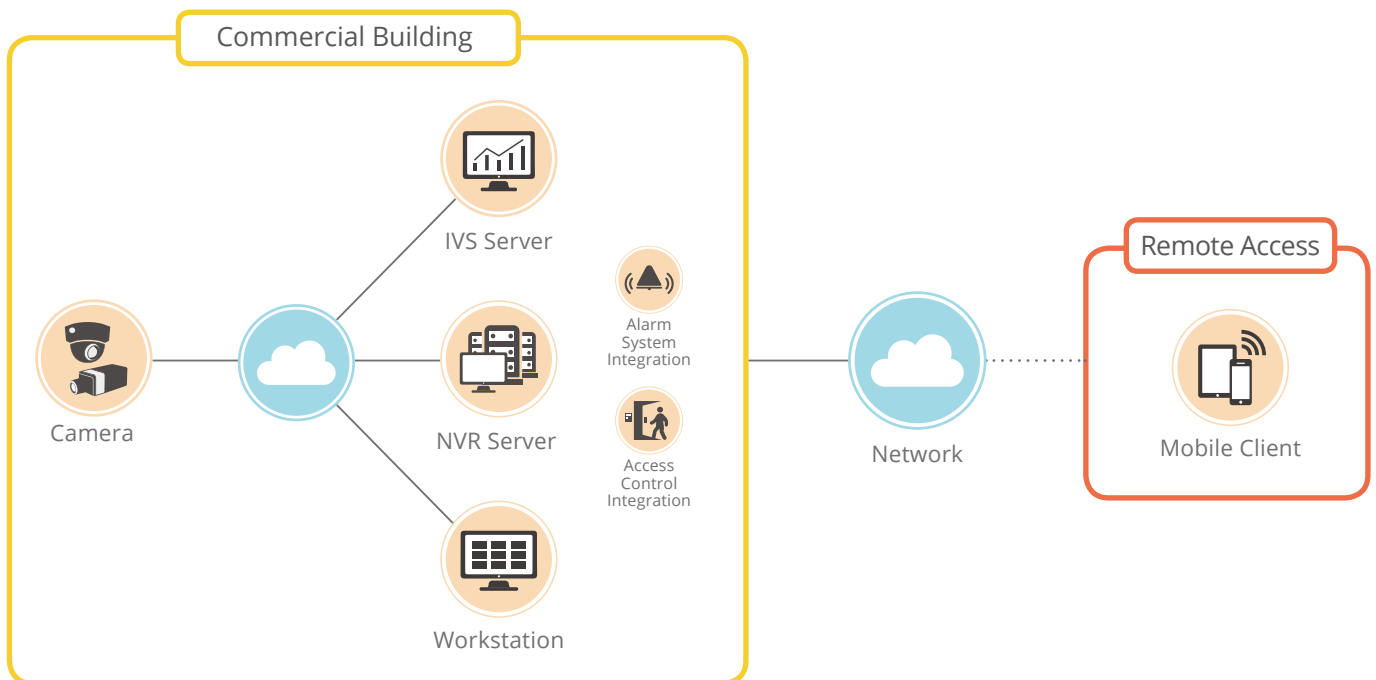 Commercial Building
IVS Server
Remote Access
Alarm
System
Integration
Camera
NVR Server
Network
Mobile Client
Access
Control
Integration
Workstation